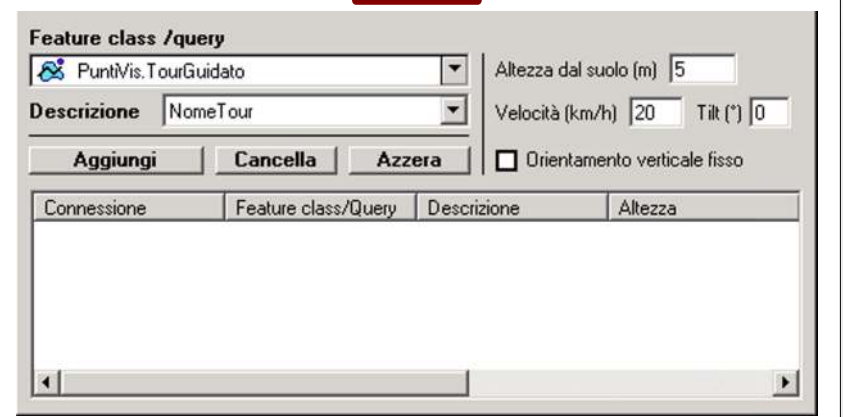 Feature class /query
PuntiVis.TourGuidato
Descrizione NomeTour
Altezza dal suolo (m) 5
Velocità (km/h) 20 Tilt (°) 0
Aggiungi Cancella Azzera
Orientamento verticale fisso
Connessione Feature class/Query Descrizione Altezza